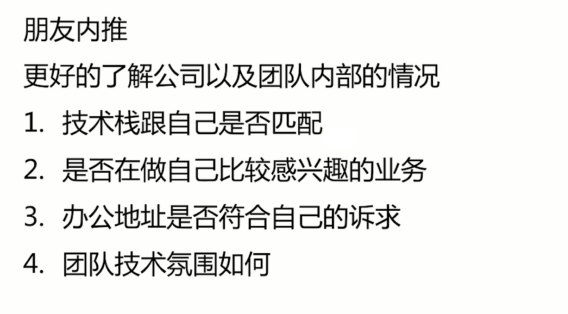 朋友内推
更好的了解公司以及团队内部的情况
1. 技术栈跟自己是否匹配
2. 是否在做自己比较感兴趣的业务
3. 办公地址是否符合自己的诉求
4. 团队技术氛围如何